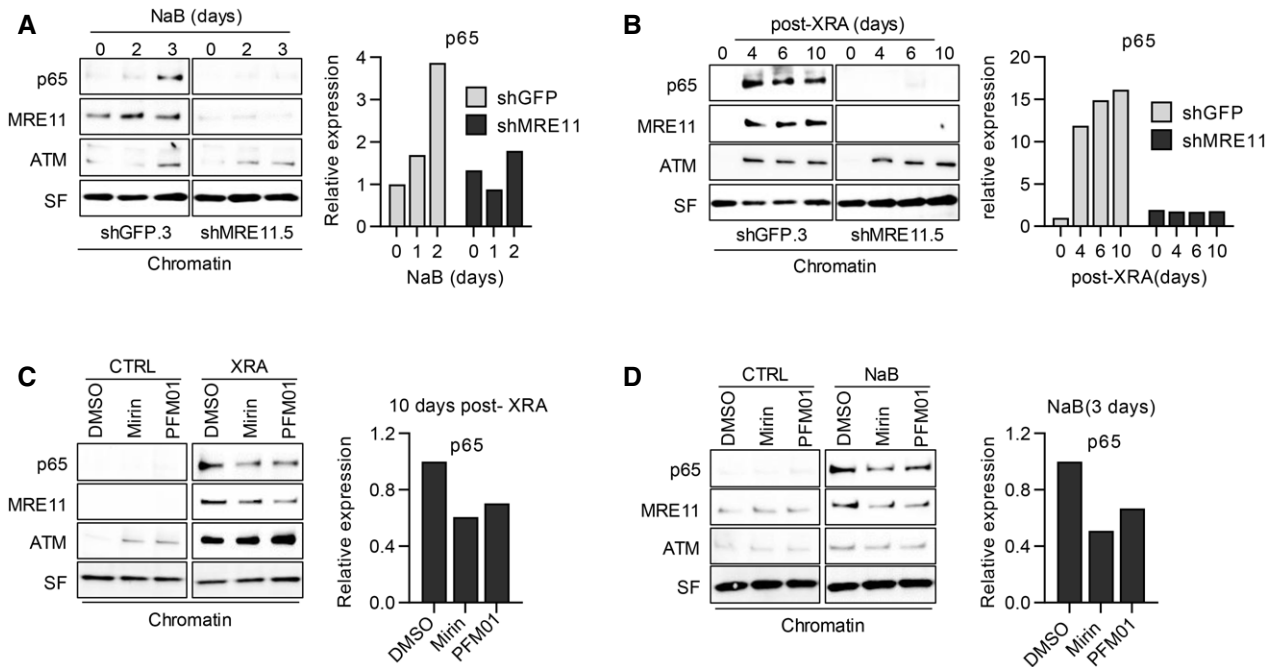 A
NaB (days)
0 2 3 0 2 3
p65
MRE11
ATM
SF
shGFP.3 shMRE11.5
Chromatin
p65
Relative expression
4
3
2
1
0
shGFP
shMRE11
0 1 2 0 1 2
NaB (days)
B
post-XRA (days)
0 4 6 10 0 4 6 10
p65
MRE11
ATM
SF
shGFP.3 shMRE11.5
Chromatin
p65
relative expression
20
15
10
5
0
shGFP
shMRE11
0 4 6 10 0 4 6 10
post-XRA(days)
C
CTRL XRA
DMSO Mirin PFM01 DMSO Mirin PFM01
p65
MRE11
ATM
SF
Chromatin
10 days post- XRA
p65
Relative expression
1.2
0.8
0.4
0.0
DMSO Mirin PFM01
D
CTRL NaB
DMSO Mirin PFM01 DMSO Mirin PFM01
p65
MRE11
ATM
SF
Chromatin
NaB(3 days)
p65
Relative expression
1.2
0.8
0.4
0.0
DMSO Mirin PFM01